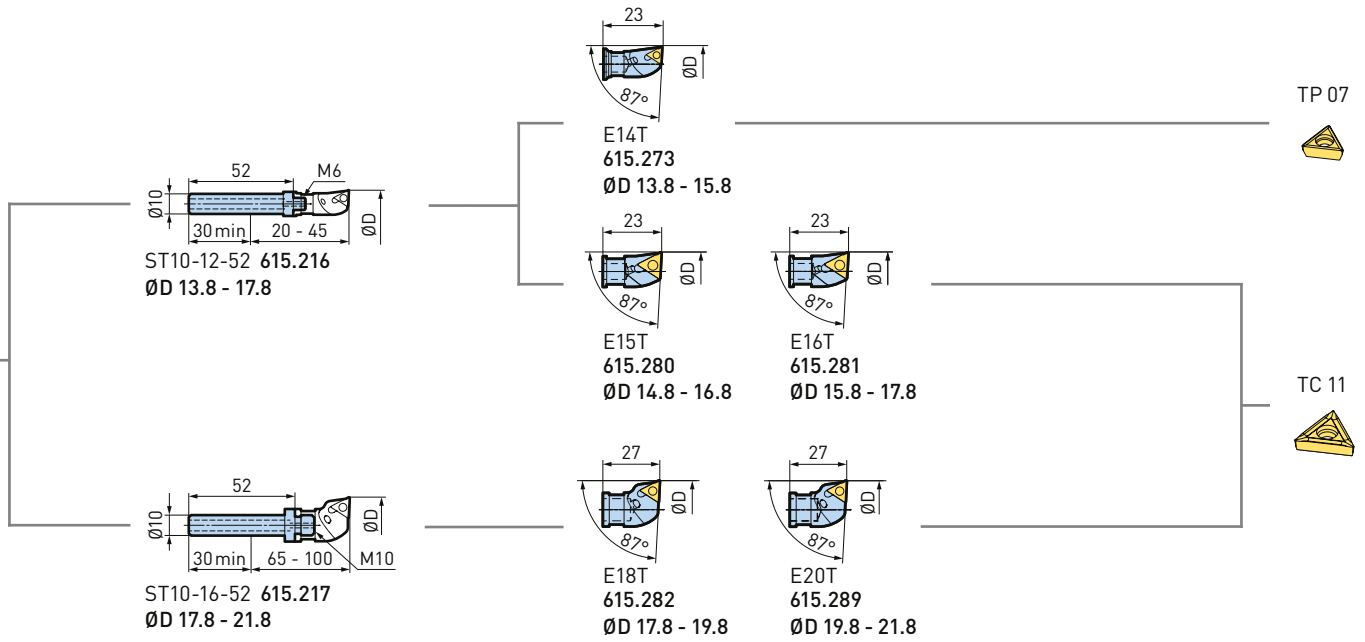 23
ØD
87°
E14T
615.273
ØD 13.8 - 15.8
TP 07
52
M6
Ø10
ØD
30 min
20 - 45
ST10-12-52 615.216
ØD 13.8 - 17.8
23
ØD
87°
E15T
615.280
ØD 14.8 - 16.8
23
ØD
87°
E16T
615.281
ØD 15.8 - 17.8
TC 11
52
Ø10
ØD
30 min
65 - 100
M10
ST10-16-52 615.217
ØD 17.8 - 21.8
27
ØD
87°
E18T
615.282
ØD 17.8 - 19.8
27
ØD
87°
E20T
615.289
ØD 19.8 - 21.8